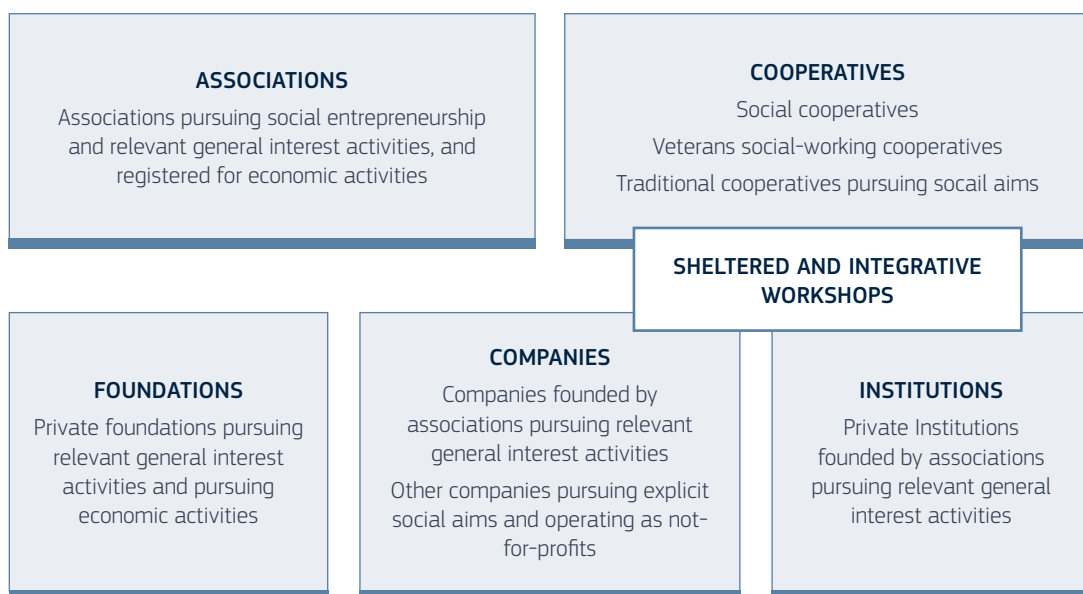 ASSOCIATIONS
Associations pursuing social entrepreneurship
and relevant general interest activities, and
registered for economic activities
COOPERATIVES
Social cooperatives
Veterans social-working cooperatives
Traditional cooperatives pursuing socail aims
SHELTERED AND INTEGRATIVE
WORKSHOPS
FOUNDATIONS
Private foundations pursuing
relevant general interest
activities and pursuing
economic activities
COMPANIES
Companies founded by
associations pursuing relevant
general interest activities
Other companies pursuing explicit
social aims and operating as not-
for-profits
INSTITUTIONS
Private Institutions
founded by associations
pursuing relevant general
interest activities